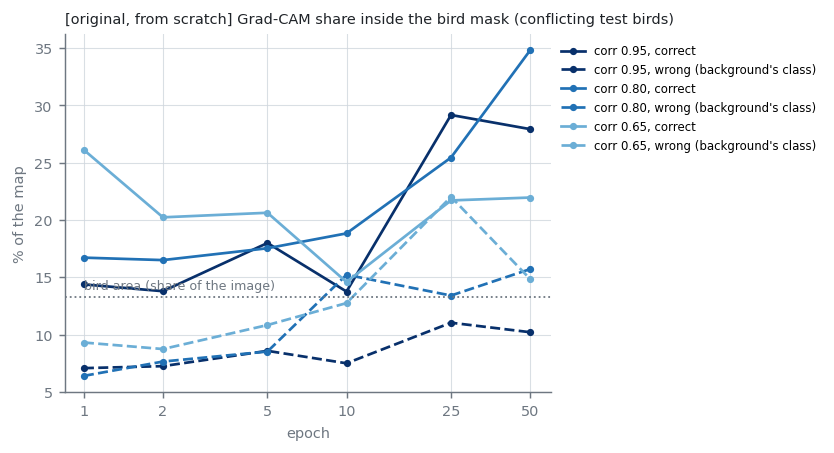 [original, from scratch] Grad-CAM share inside the bird mask (conflicting test birds)
35
30
25
20
15
10
5
% of the map
bird area (share of the image)
1 2 5 10 25 50
epoch
corr 0.95, correct
corr 0.95, wrong (background's class)
corr 0.80, correct
corr 0.80, wrong (background's class)
corr 0.65, correct
corr 0.65, wrong (background's class)